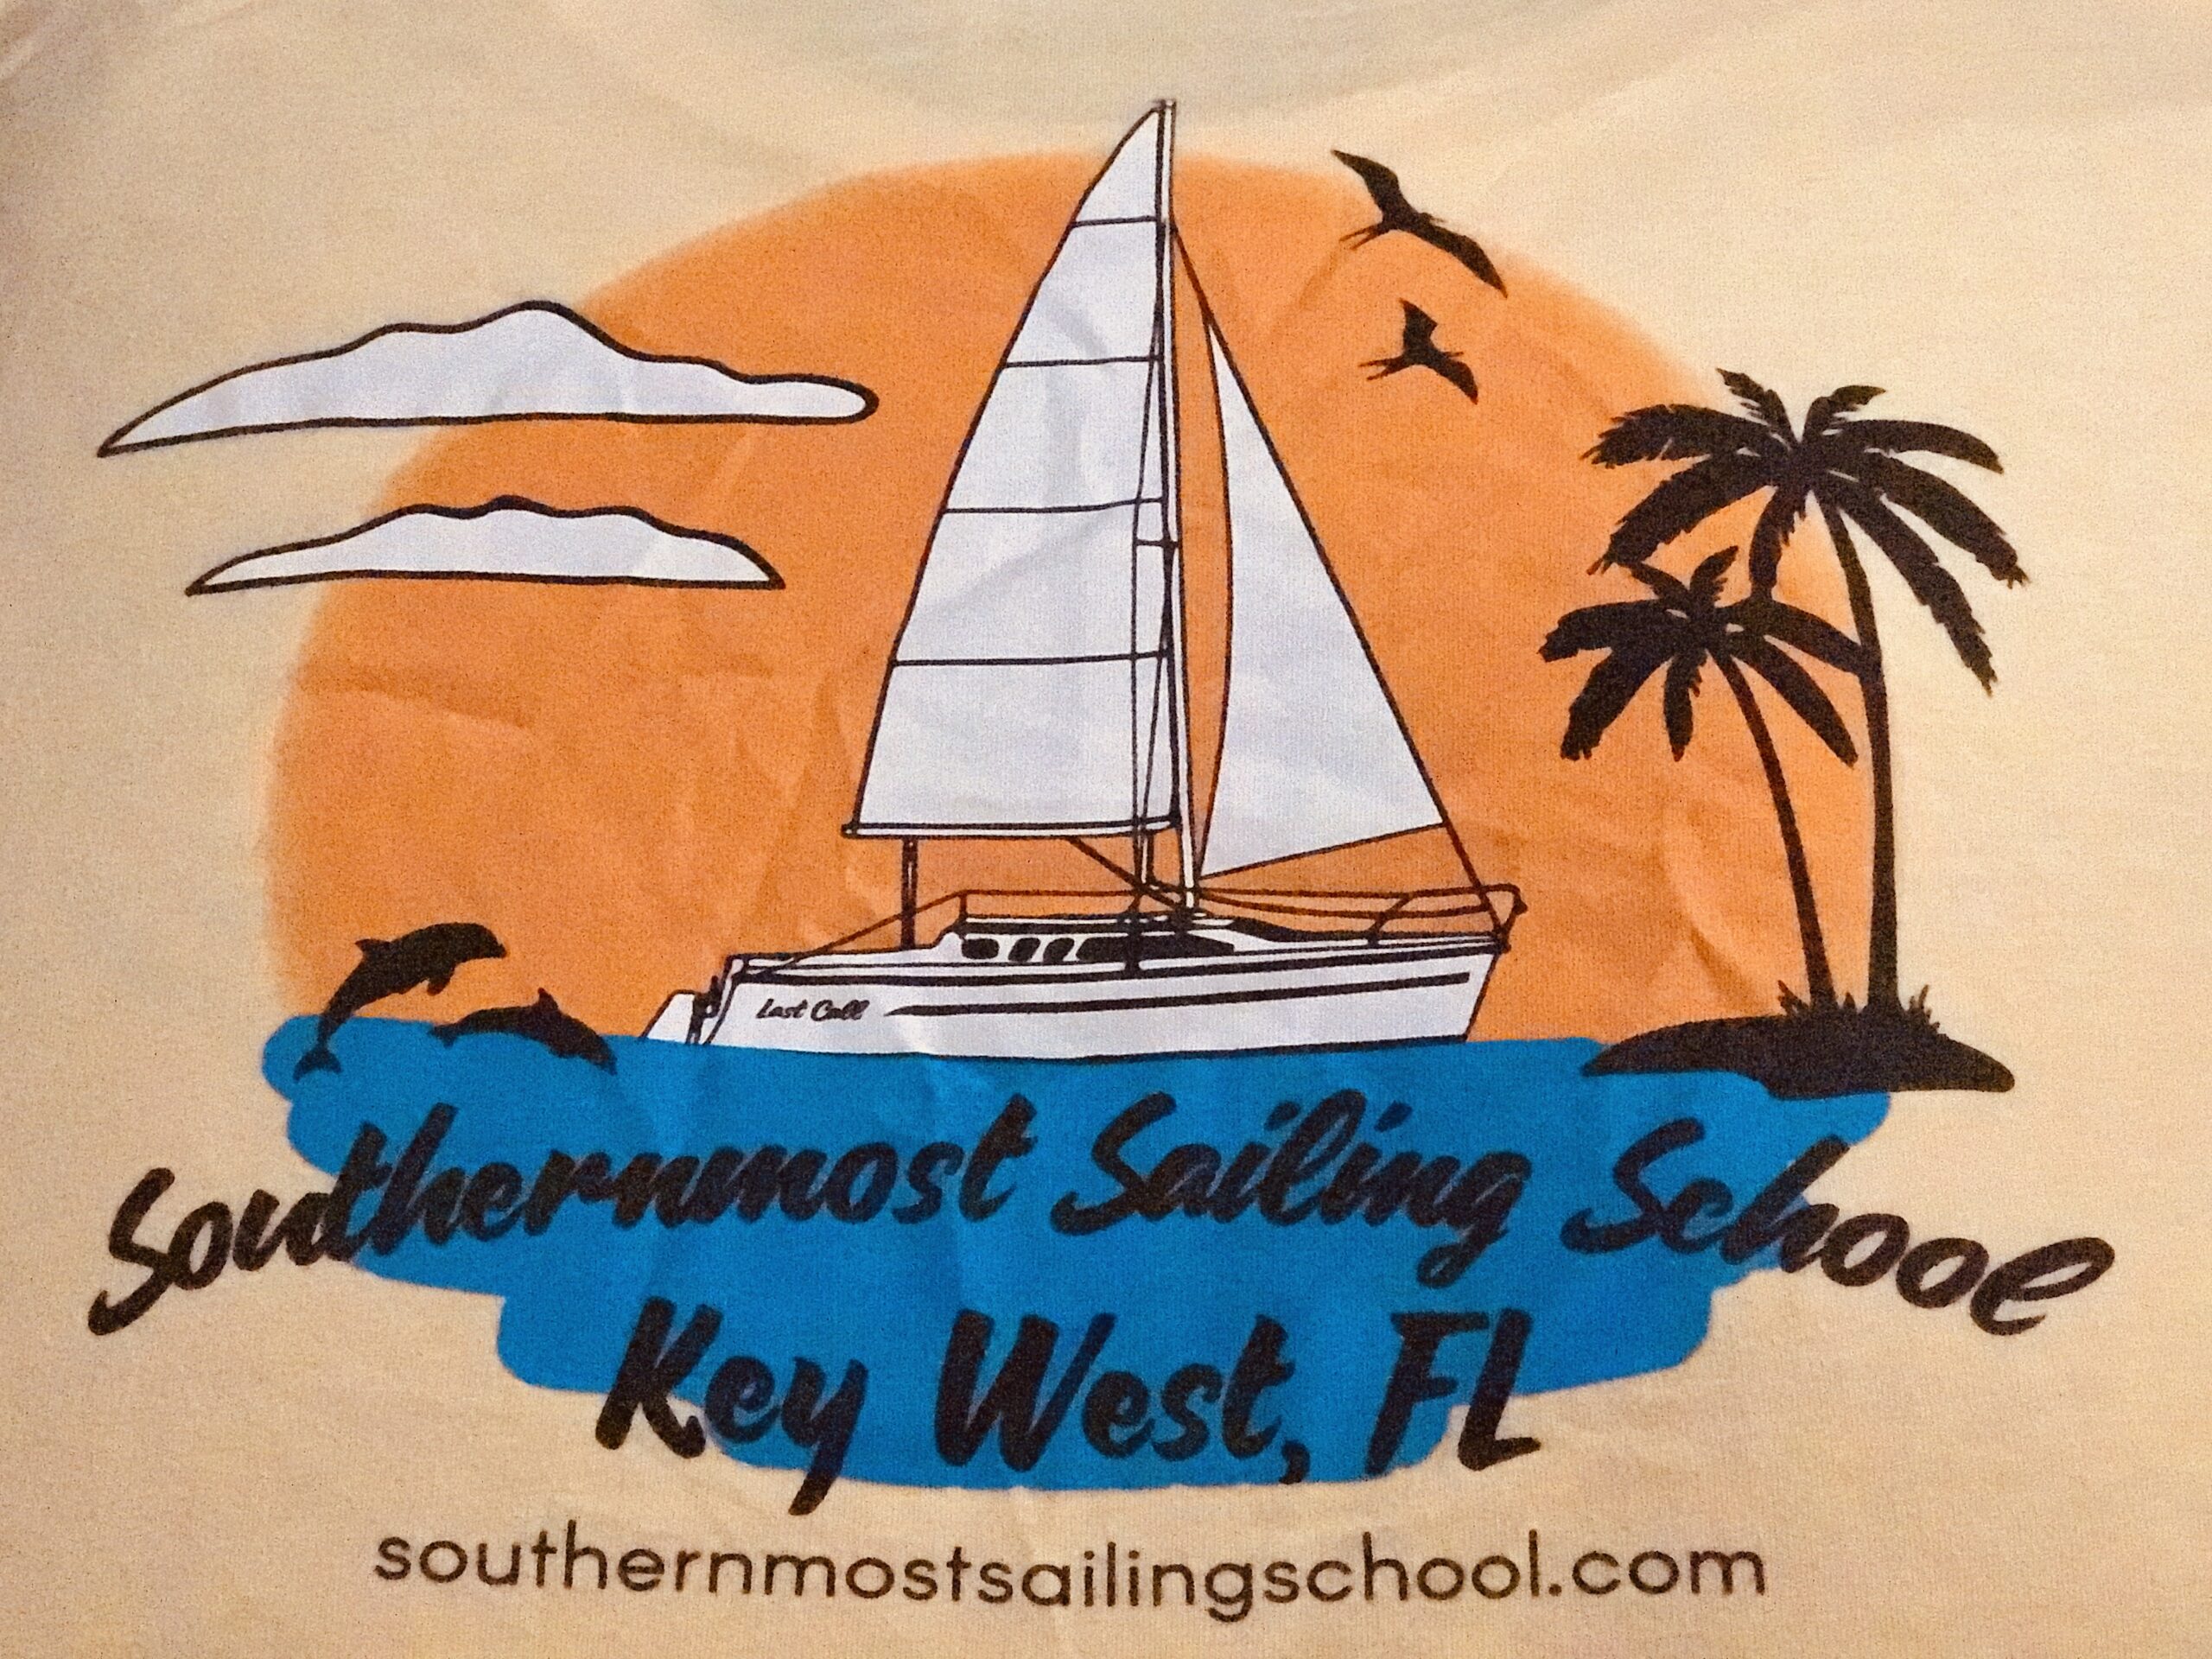 Last Call
Southernmost Sailing School
Key West, FL
southernmostsailingschool.com